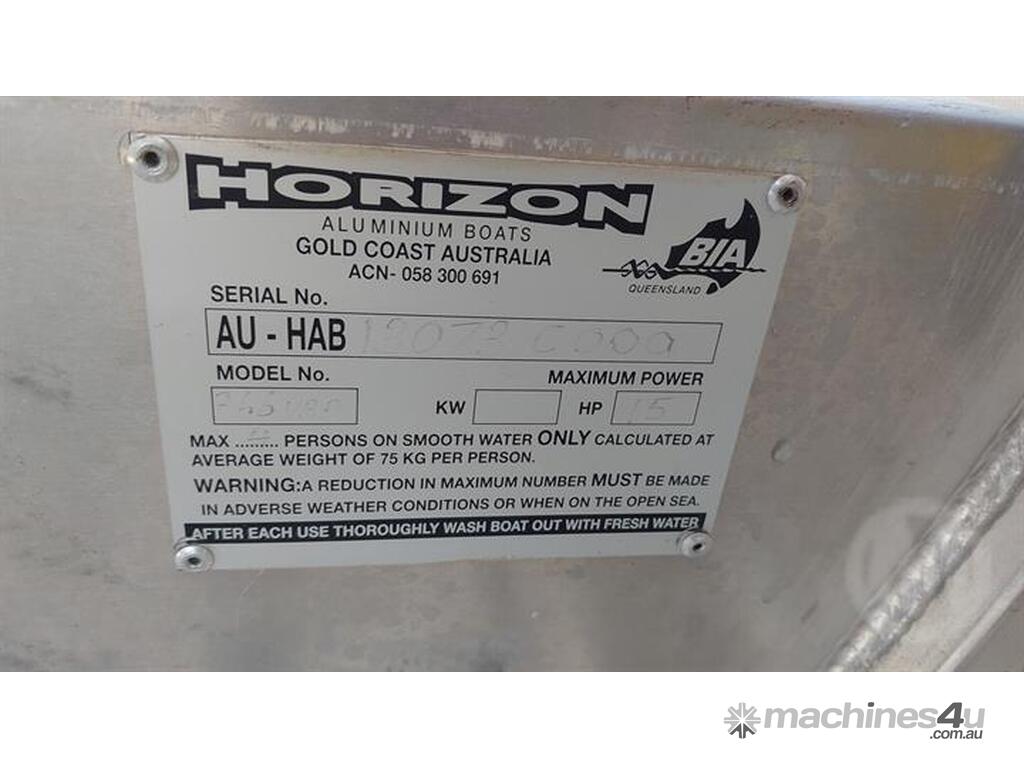 HORIZON
ALUMINIUM BOATS
GOLD COAST AUSTRALIA
ACN- 058 300 691
BIA
QUEENSLAND
SERIAL No.
AU - HAB
MODEL No.
MAXIMUM POWER
KW
HP 15
MAX ......... PERSONS ON SMOOTH WATER ONLY CALCULATED AT
AVERAGE WEIGHT OF 75 KG PER PERSON.
WARNING:A REDUCTION IN MAXIMUM NUMBER MUST BE MADE
IN ADVERSE WEATHER CONDITIONS OR WHEN ON THE OPEN SEA.
AFTER EACH USE THOROUGHLY WASH BOAT OUT WITH FRESH WATER
machines4u
.com.au